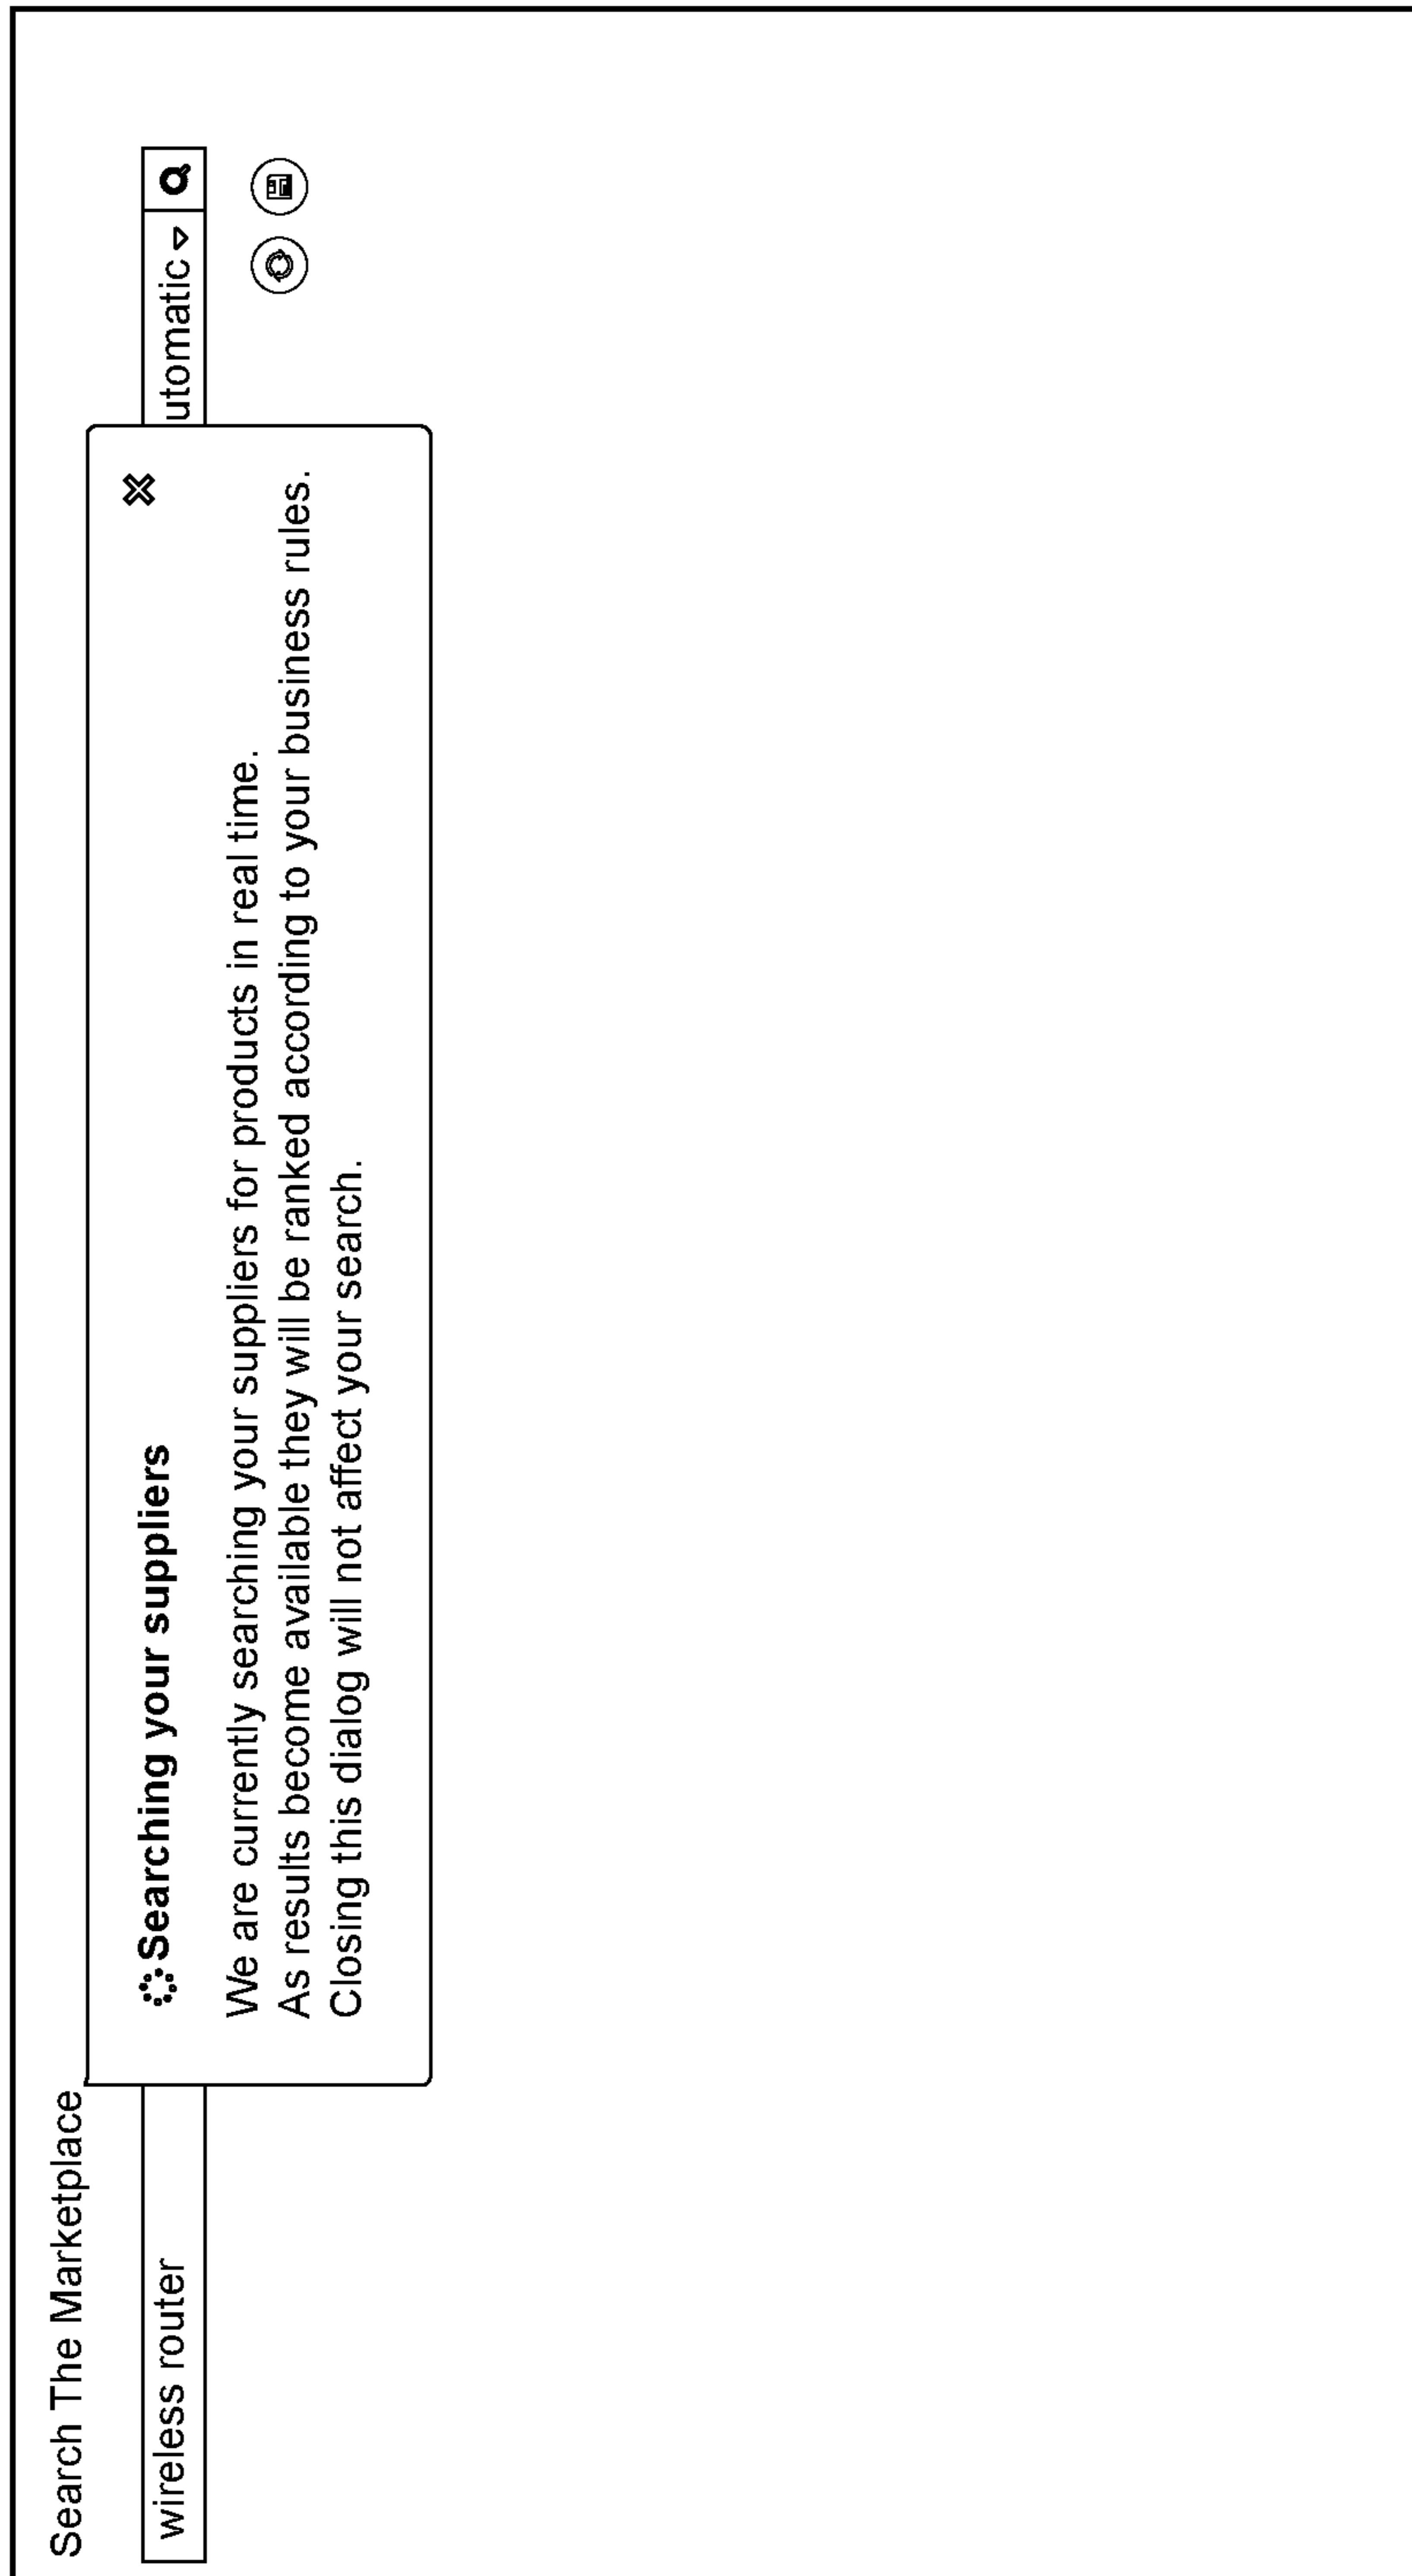 Search The Marketplace
wireless router
utomatic
Searching your suppliers
We are currently searching your suppliers for products in real time.
As results become available they will be ranked according to your business rules.
Closing this dialog will not affect your search.